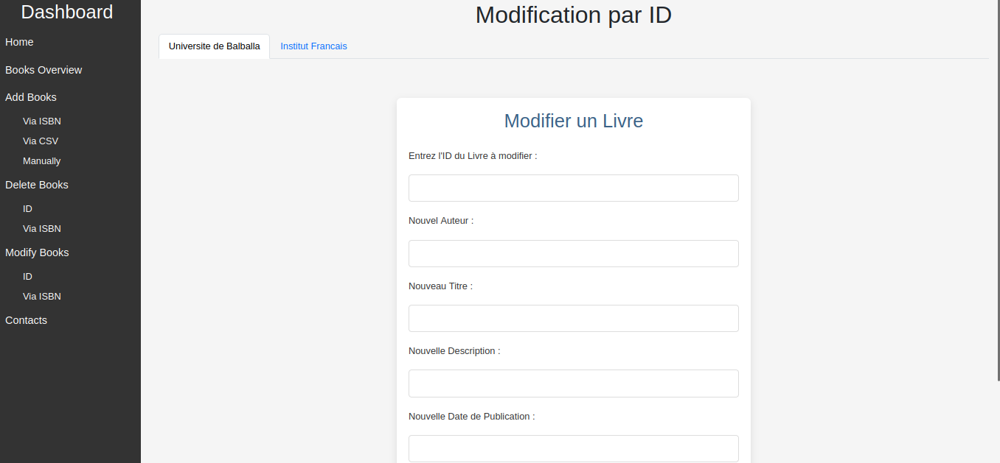 Dashboard
Home
Books Overview
Add Books
Via ISBN
Via CSV
Manually
Delete Books
ID
Via ISBN
Modify Books
ID
Via ISBN
Contacts
Modification par ID
Universite de Balballa
Institut Francais
Modifier un Livre
Entrez l'ID du Livre à modifier :
Nouvel Auteur :
Nouveau Titre :
Nouvelle Description :
Nouvelle Date de Publication :